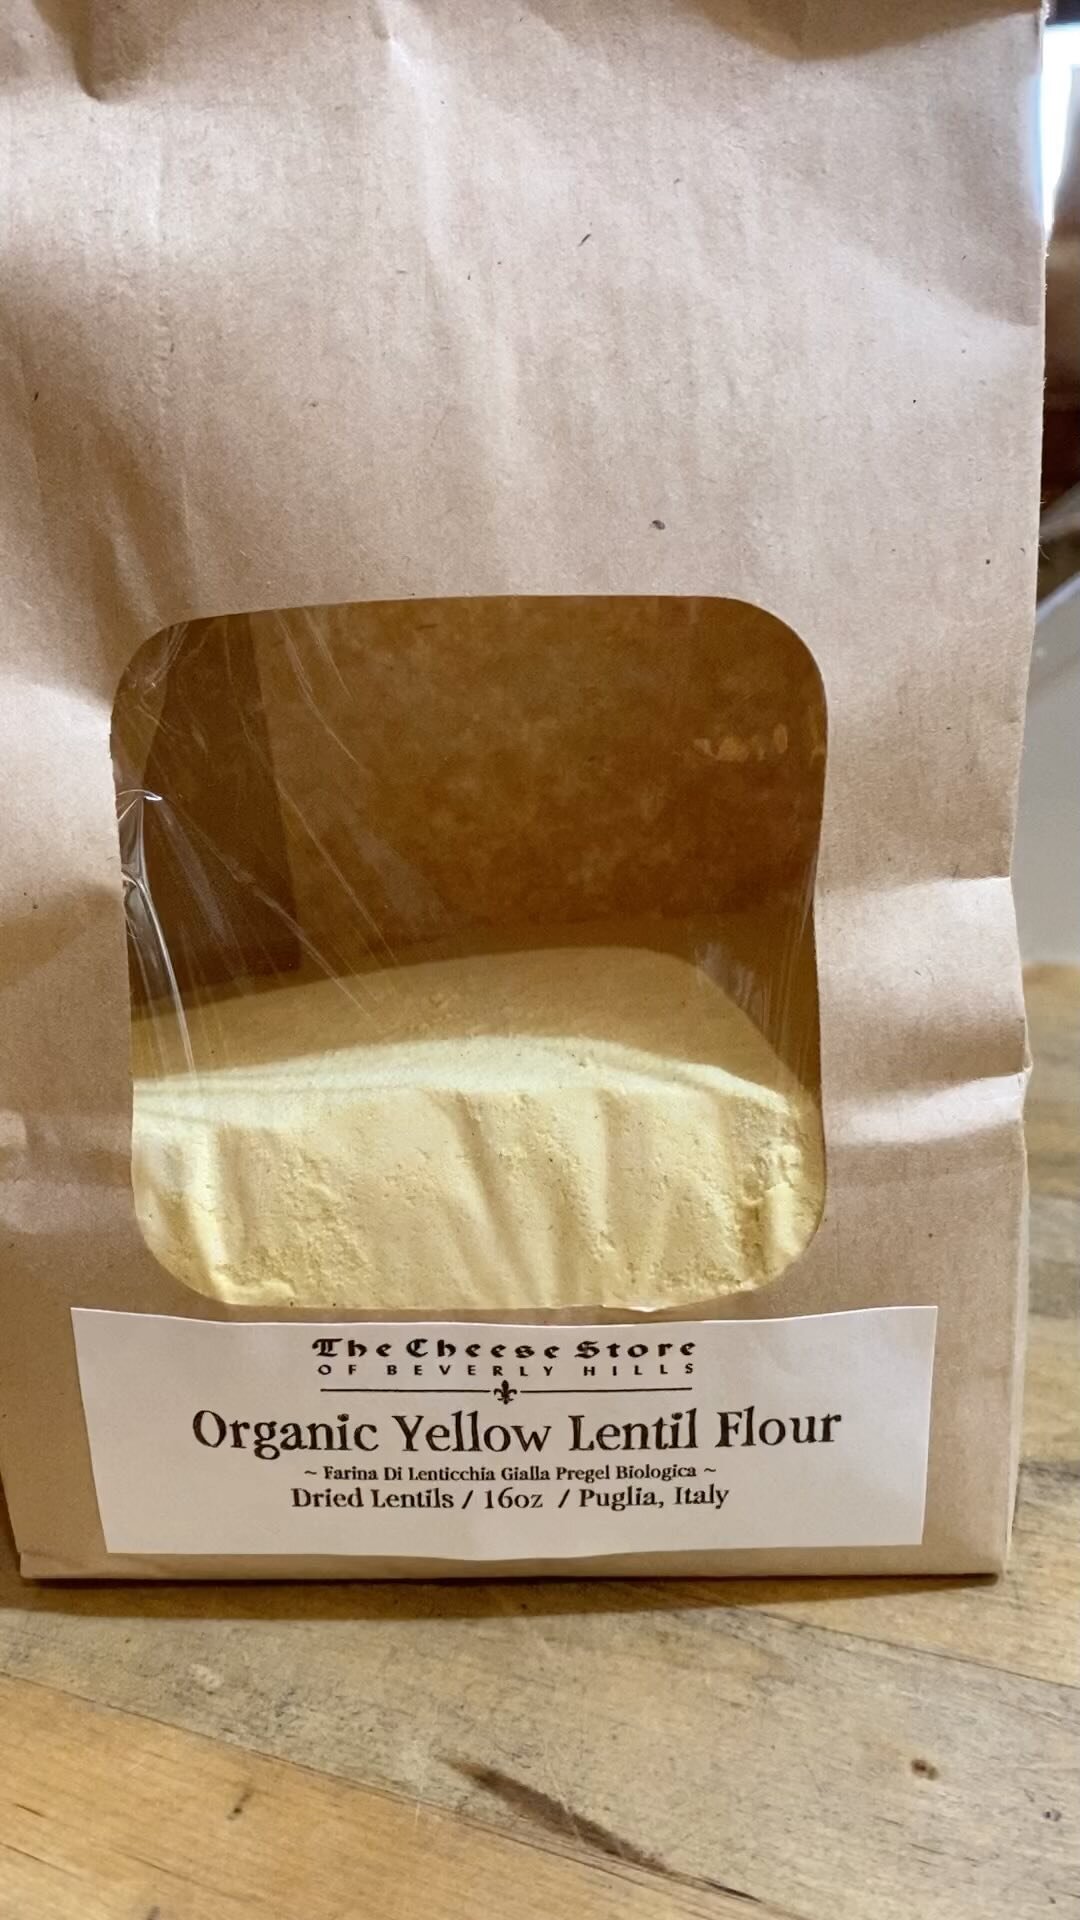 The Cheese Store
OF BEVERLY HILLS
Organic Yellow Lentil Flour
~ Farina Di Lenticchia Gialla Pregel Biologica ~
Dried Lentils / 16oz / Puglia, Italy